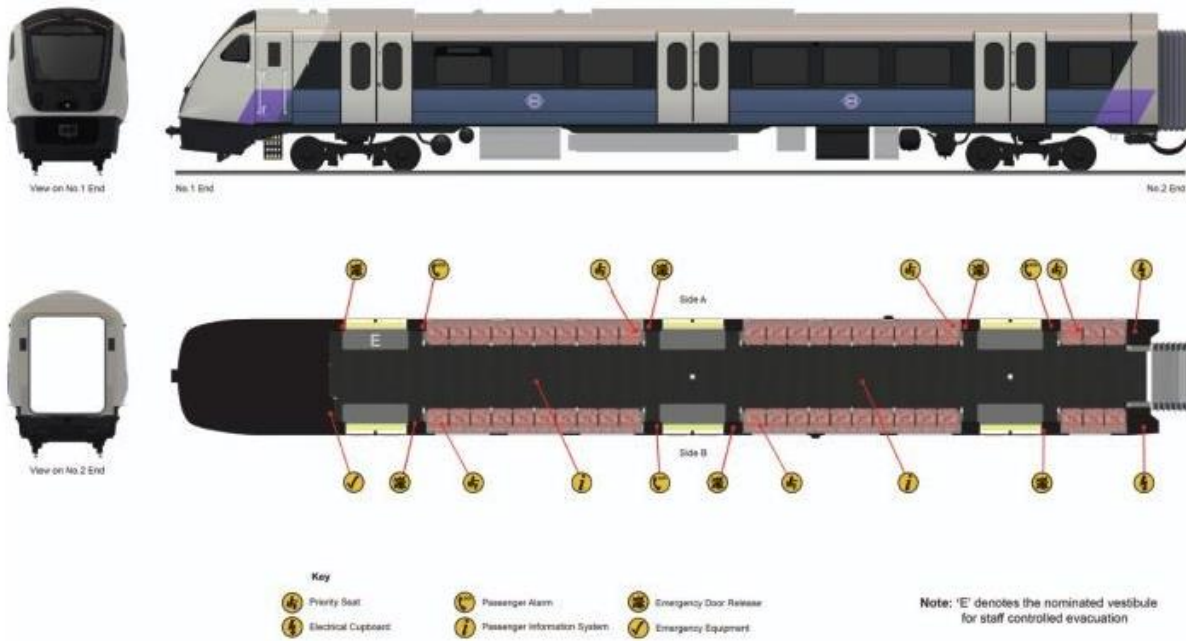 View on No.1 End
No.1 End
No.2 End
Side A
E
Side B
View on No.2 End
Key
Priority Seat
Passenger Alarm
Emergency Door Release
Electrical Cupboard
Passenger Information System
Emergency Equipment
Note: 'E' denotes the nominated vestibule
for staff controlled evacuation